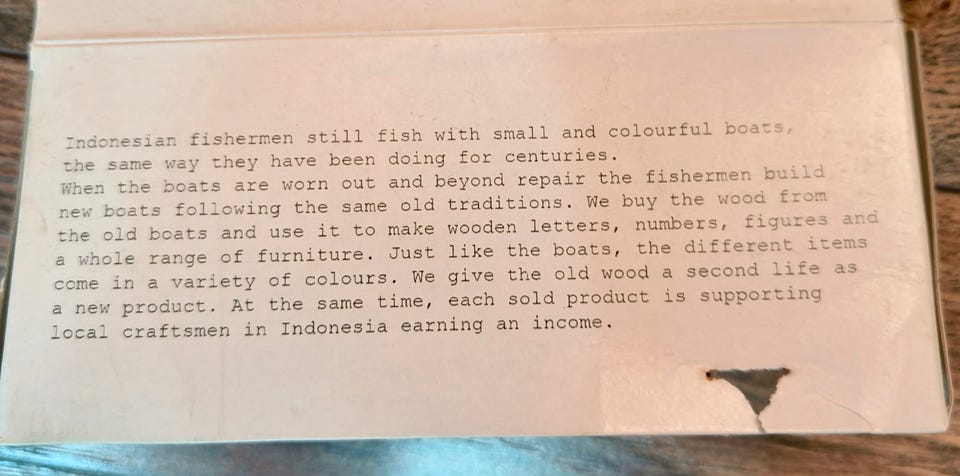 Indonesian fishermen still fish with small and colourful boats,
the same way they have been doing for centuries.
When the boats are worn out and beyond repair the fishermen build
new boats following the same old traditions. We buy the wood from
the old boats and use it to make wooden letters, numbers, figures and
a whole range of furniture. Just like the boats, the different items
come in a variety of colours. We give the old wood a second life as
a new product. At the same time, each sold product is supporting
local craftsmen in Indonesia earning an income.